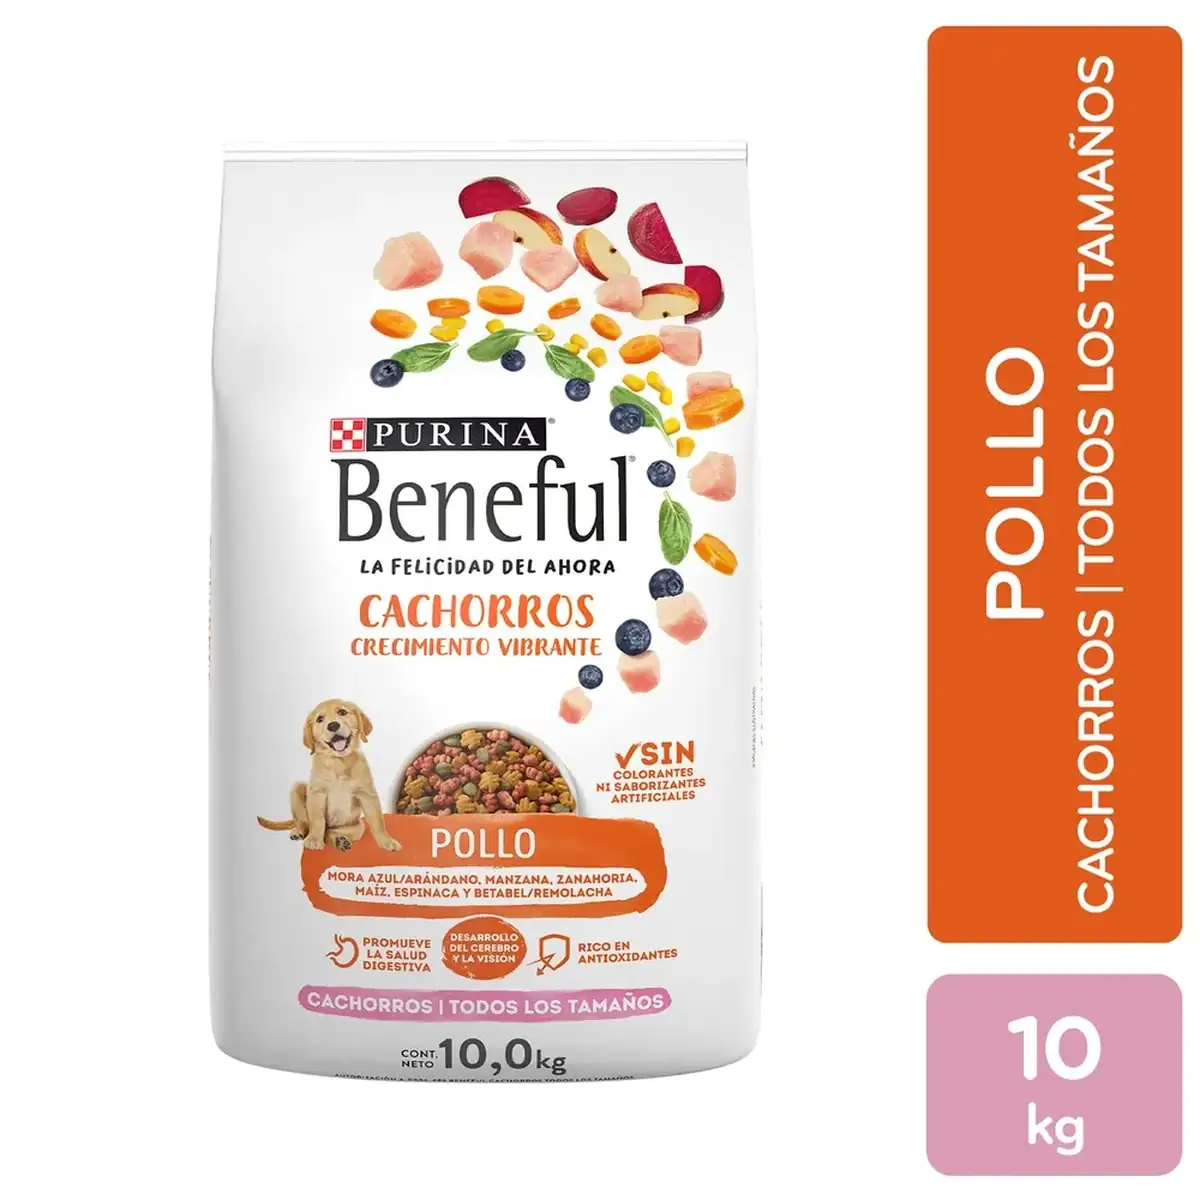 PURINA®
Beneful®
LA FELICIDAD DEL AHORA
CACHORROS
CRECIMIENTO VIBRANTE
✓SIN
COLORANTES
NI SABORIZANTES
ARTIFICIALES
POLLO
MORA AZUL/ARÁNDANO, MANZANA, ZANAHORIA,
MAÍZ, ESPINACA Y BETABEL/REMOLACHA
PROMUEVE
LA SALUD
DIGESTIVA
DESARROLLO
DEL CEREBRO
Y LA VISIÓN
RICO EN
ANTIOXIDANTES
CACHORROS | TODOS LOS TAMAÑOS
CONT.
NETO 10,0kg
POLLO
CACHORROS | TODOS LOS TAMAÑOS
10
kg